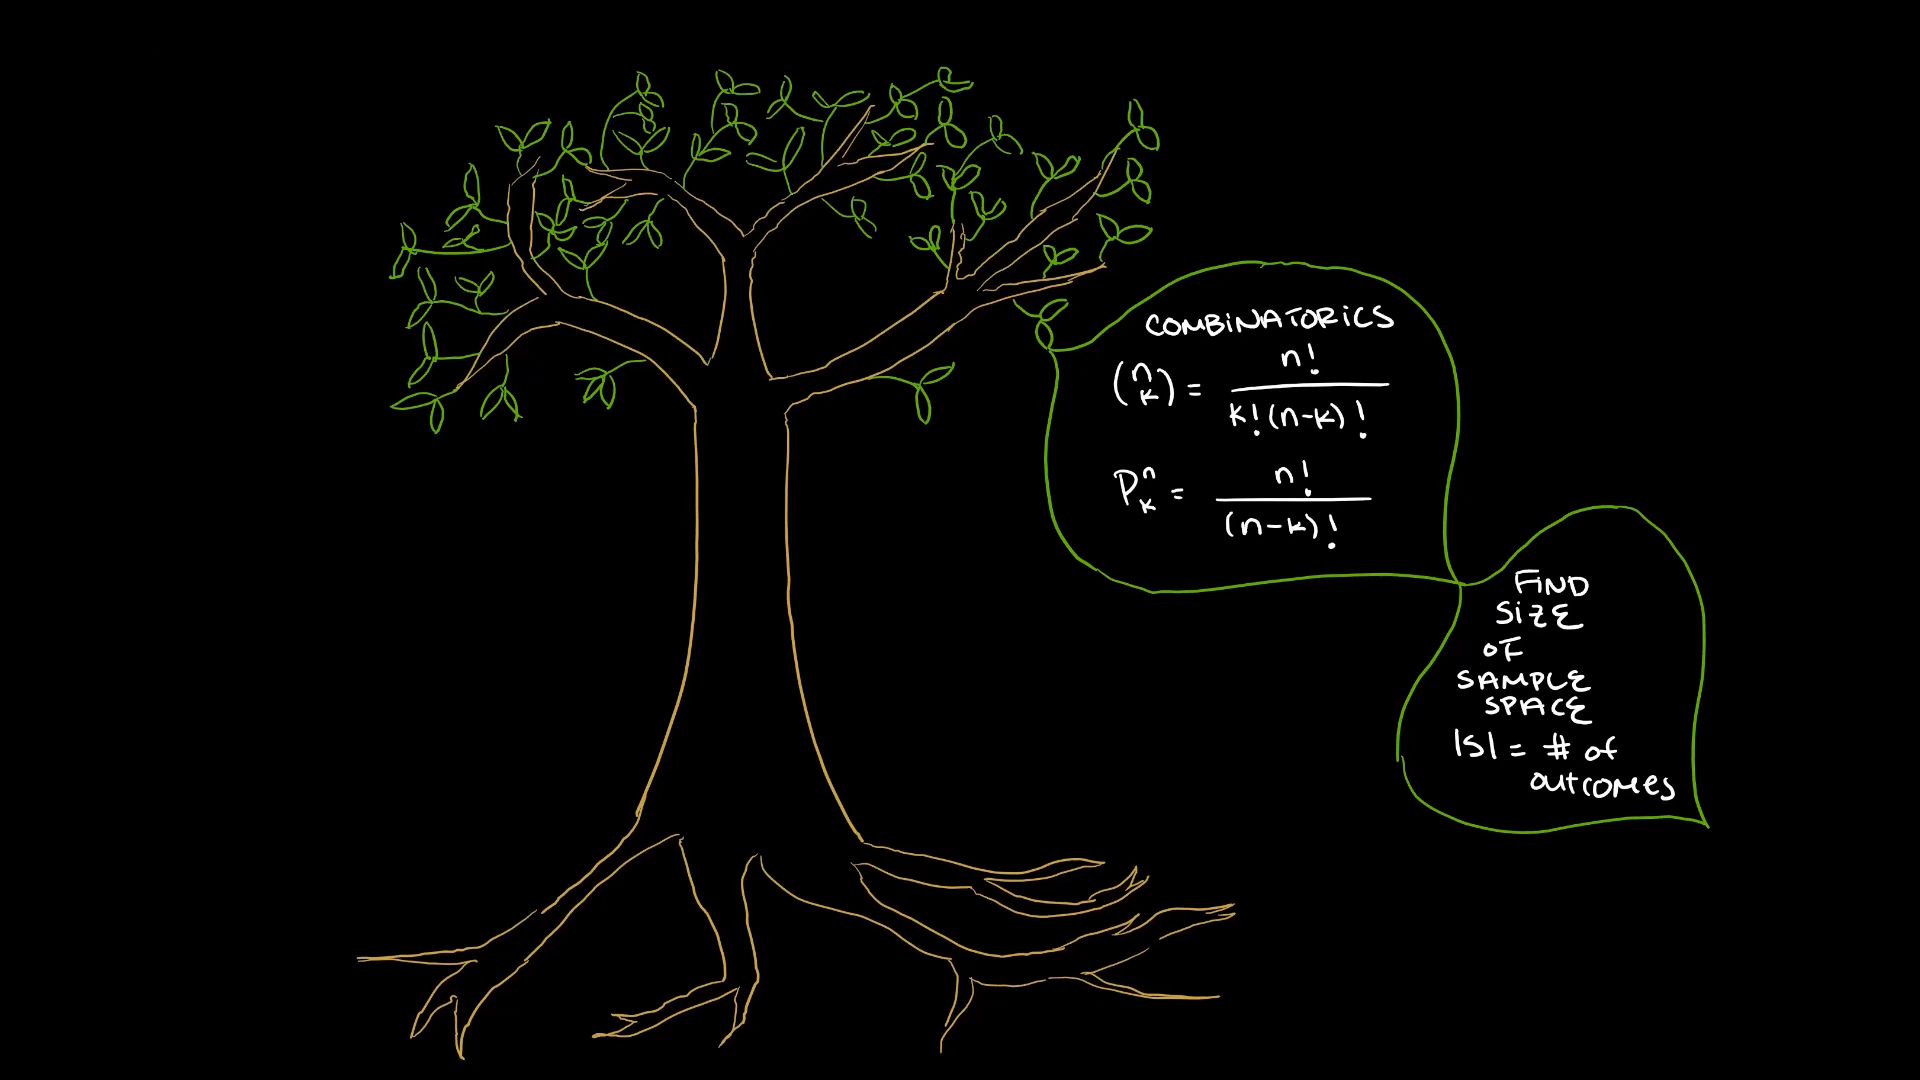 COMBINATORICS
(n k) = n! / k!(n-k)!
P^n_k = n! / (n-k)!
FIND
SIZE
OF
SAMPLE
SPACE
|S| = # of
outcomes